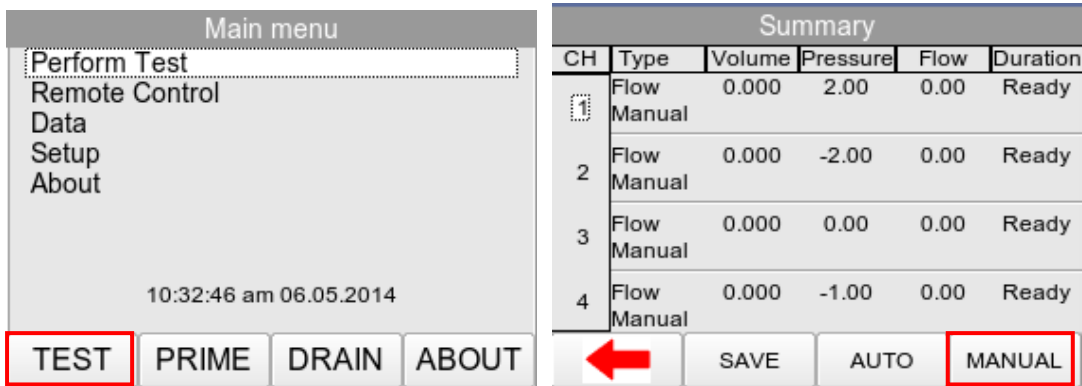 Main menu
Perform Test
Remote Control
Data
Setup
About
10:32:46 am 06.05.2014
TEST PRIME DRAIN ABOUT
Summary
CH Type Volume Pressure Flow Duration
1 Flow Manual 0.000 2.00 0.00 Ready
2 Flow Manual 0.000 -2.00 0.00 Ready
3 Flow Manual 0.000 0.00 0.00 Ready
4 Flow Manual 0.000 -1.00 0.00 Ready
SAVE AUTO MANUAL